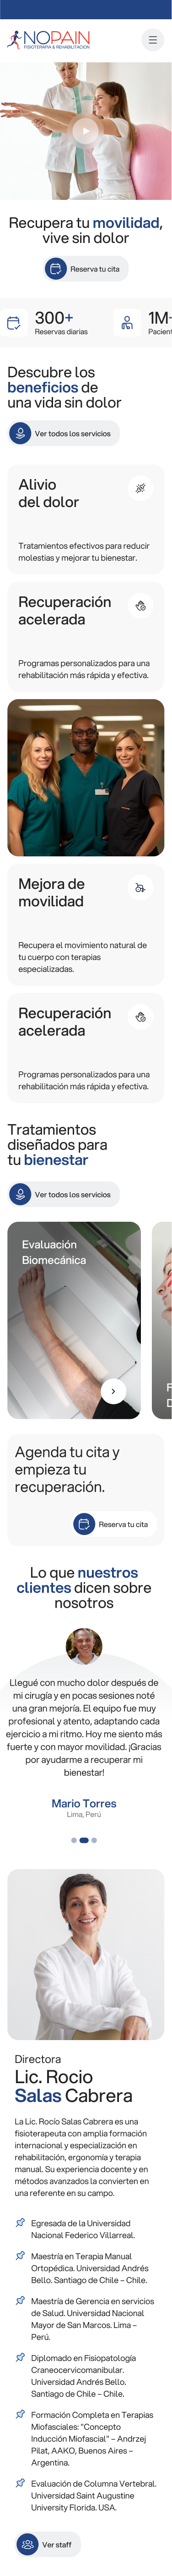 NOPAIN
FISIOTERAPIA & REHABILITACION
Recupera tu movilidad,
vive sin dolor
Reserva tu cita
300+
Reservas diarias
1M+
Pacient
Descubre los
beneficios de
una vida sin dolor
Ver todos los servicios
Alivio
del dolor
Tratamientos efectivos para reducir
molestias y mejorar tu bienestar.
Recuperación
acelerada
Programas personalizados para una
rehabilitación más rápida y efectiva.
Mejora de
movilidad
Recupera el movimiento natural de
tu cuerpo con terapias
especializadas.
Recuperación
acelerada
Programas personalizados para una
rehabilitación más rápida y efectiva.
Tratamientos
diseñados para
tu bienestar
Ver todos los servicios
Evaluación
Biomecánica
Agenda tu cita y
empieza tu
recuperación.
Reserva tu cita
Lo que nuestros
clientes dicen sobre
nosotros
Llegué con mucho dolor después de
mi cirugía y en pocas sesiones noté
una gran mejoría. El equipo fue muy
profesional y atento, adaptando cada
ejercicio a mi ritmo. Hoy me siento más
fuerte y con mayor movilidad. ¡Gracias
por ayudarme a recuperar mi
bienestar!
Mario Torres
Lima, Perú
Directora
Lic. Rocio
Salas Cabrera
La Lic. Rocío Salas Cabrera es una
fisioterapeuta con amplia formación
internacional y especialización en
rehabilitación, ergonomía y terapia
manual. Su experiencia docente y en
métodos avanzados la convierten en
una referente en su campo.
Egresada de la Universidad
Nacional Federico Villarreal.
Maestría en Terapia Manual
Ortopédica. Universidad Andrés
Bello. Santiago de Chile – Chile.
Maestría de Gerencia en servicios
de Salud. Universidad Nacional
Mayor de San Marcos. Lima –
Perú.
Diplomado en Fisiopatología
Craneocervicomanibular.
Universidad Andrés Bello.
Santiago de Chile – Chile.
Formación Completa en Terapias
Miofasciales: "Concepto
Inducción Miofascial" – Andrzej
Pilat, AAKO, Buenos Aires –
Argentina.
Evaluación de Columna Vertebral.
Universidad Saint Augustine
University Florida. USA.
Ver staff